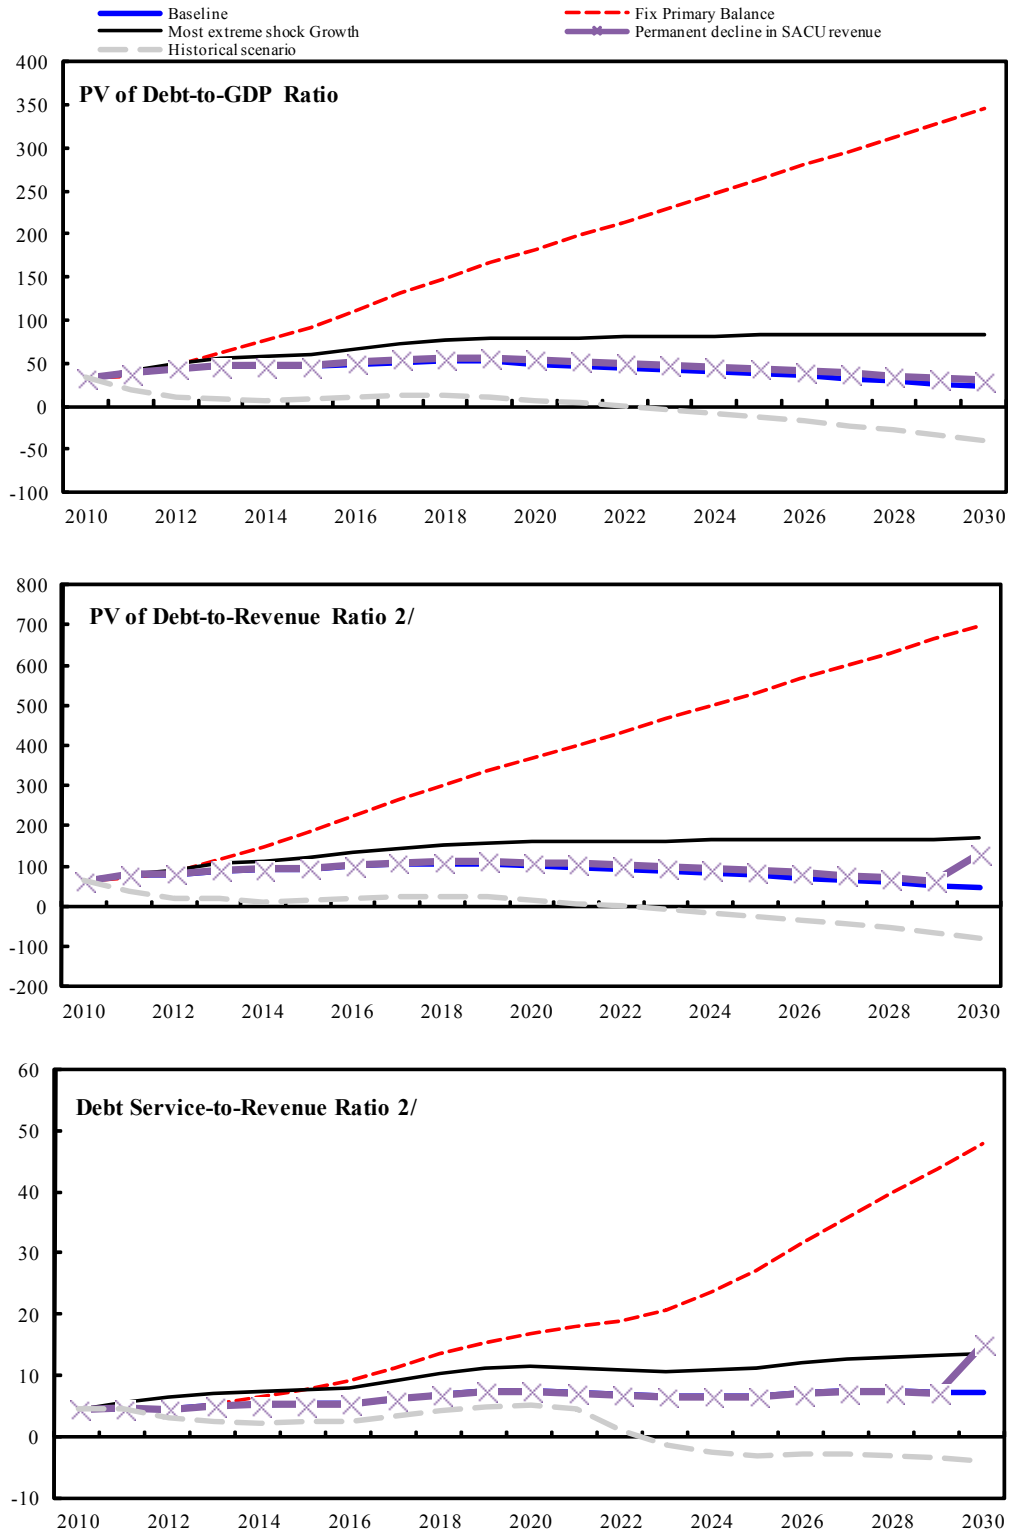 Baseline
Fix Primary Balance
Most extreme shock Growth
Permanent decline in SACU revenue
Historical scenario
PV of Debt-to-GDP Ratio
400
350
300
250
200
150
100
50
0
-50
-100
2010 2012 2014 2016 2018 2020 2022 2024 2026 2028 2030
PV of Debt-to-Revenue Ratio 2/
800
700
600
500
400
300
200
100
0
-100
-200
2010 2012 2014 2016 2018 2020 2022 2024 2026 2028 2030
Debt Service-to-Revenue Ratio 2/
60
50
40
30
20
10
0
-10
2010 2012 2014 2016 2018 2020 2022 2024 2026 2028 2030